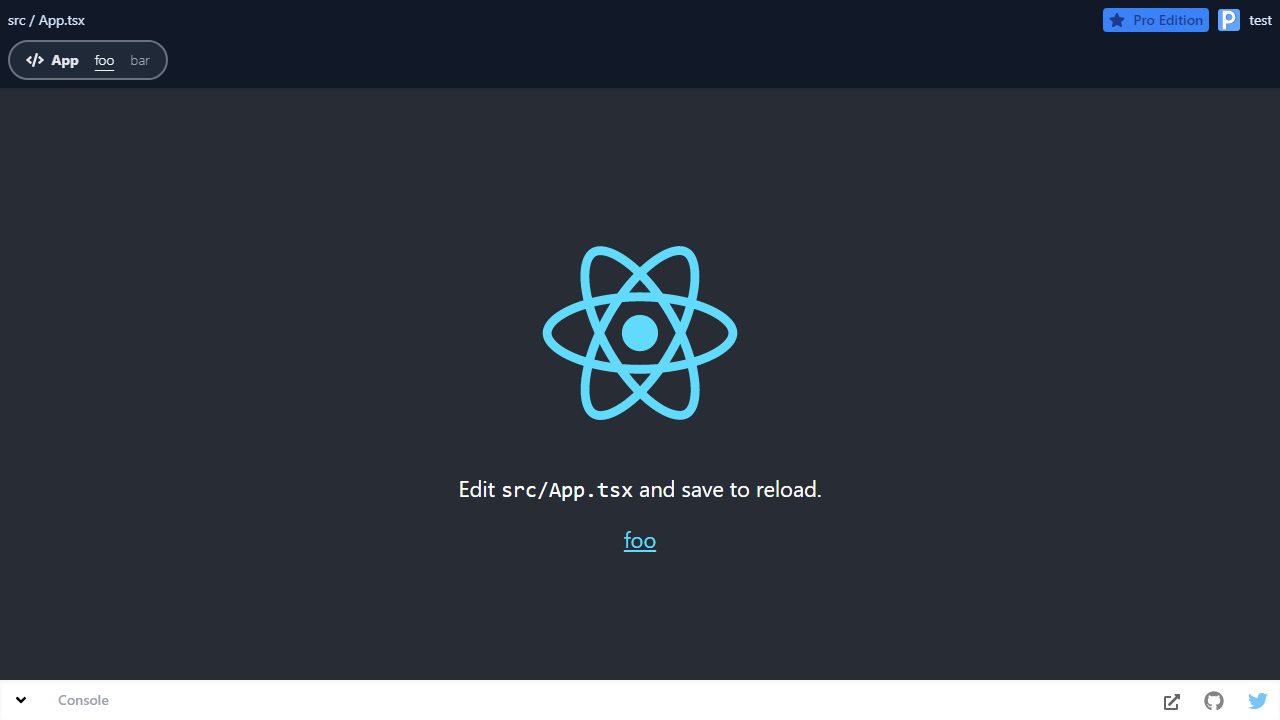 src / App.tsx
Pro Edition
P test
App foo bar
Edit src/App.tsx and save to reload.
foo
Console